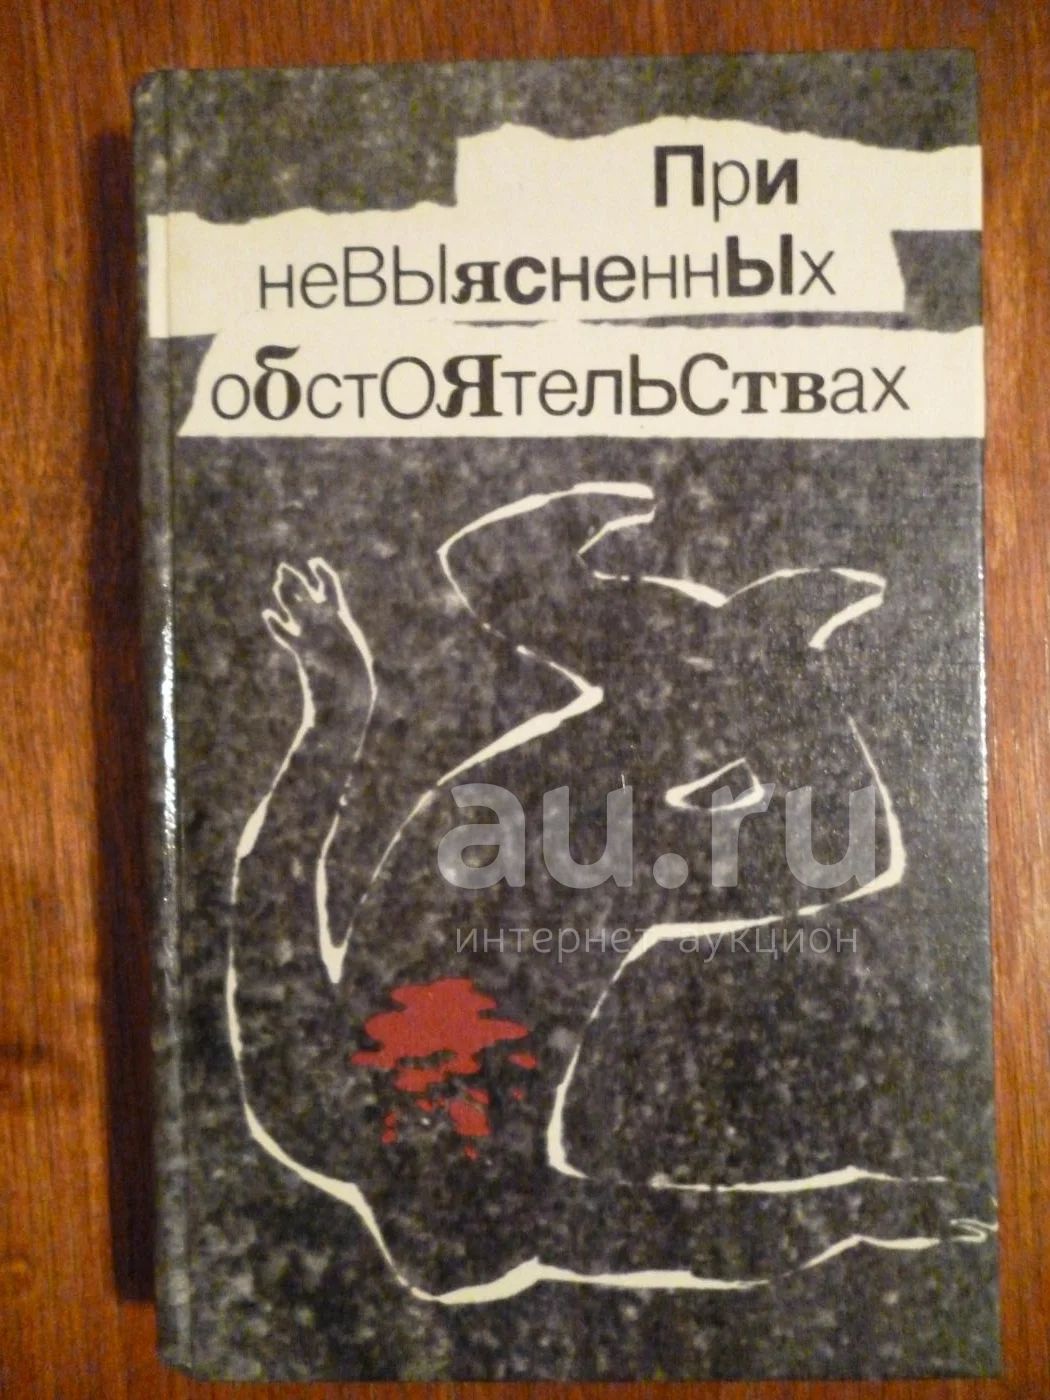 При
неВЫясненнЫх
обстОЯтелЬСтвах
au.ru
интернет аукцион